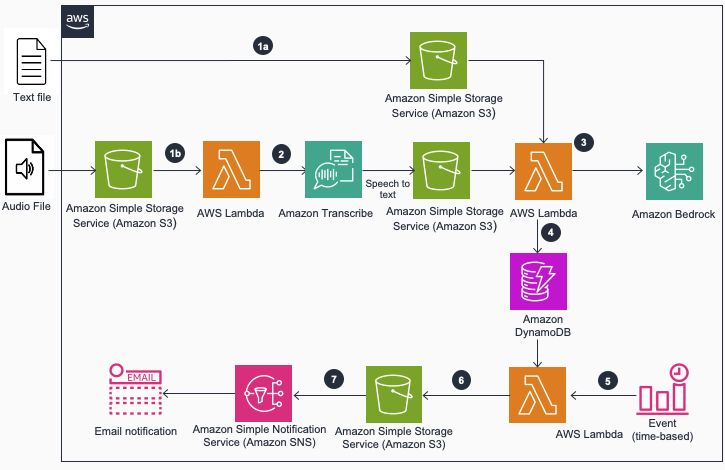 aws
1a
Text file
Amazon Simple Storage
Service (Amazon S3)
1b
2
3
Speech to
text
Audio File
Amazon Simple Storage
Service (Amazon S3)
AWS Lambda
Amazon Transcribe
Amazon Simple Storage
Service (Amazon S3)
AWS Lambda
Amazon Bedrock
4
Amazon
DynamoDB
EMAIL
7
6
5
Email notification
Amazon Simple Notification
Service (Amazon SNS)
Amazon Simple Storage
Service (Amazon S3)
AWS Lambda
Event
(time-based)